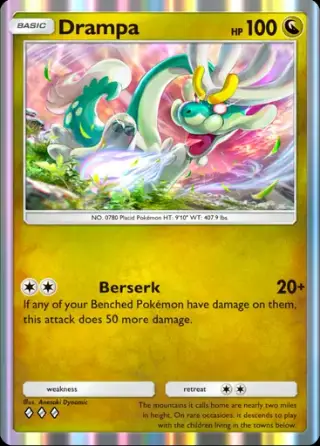 BASIC Drampa HP 100
NO. 0780 Placid Pokémon HT: 9'10" WT: 407.9 lbs.
Berserk 20+
If any of your Benched Pokémon have damage on them,
this attack does 50 more damage.
weakness retreat
Illus. Anesaki Dynamic
The mountains it calls home are nearly two miles
in height. On rare occasions, it descends to play
with the children living in the towns below.